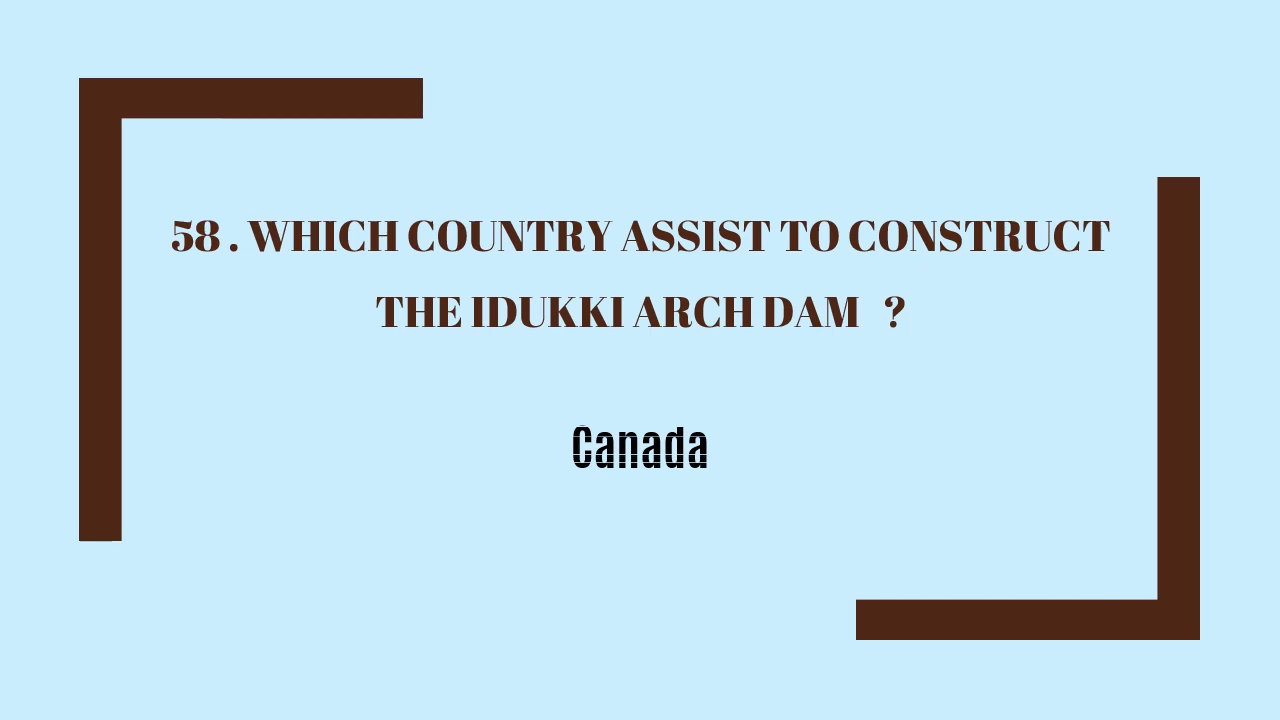 58 . WHICH COUNTRY ASSIST TO CONSTRUCT
THE IDUKKI ARCH DAM ?
Canada